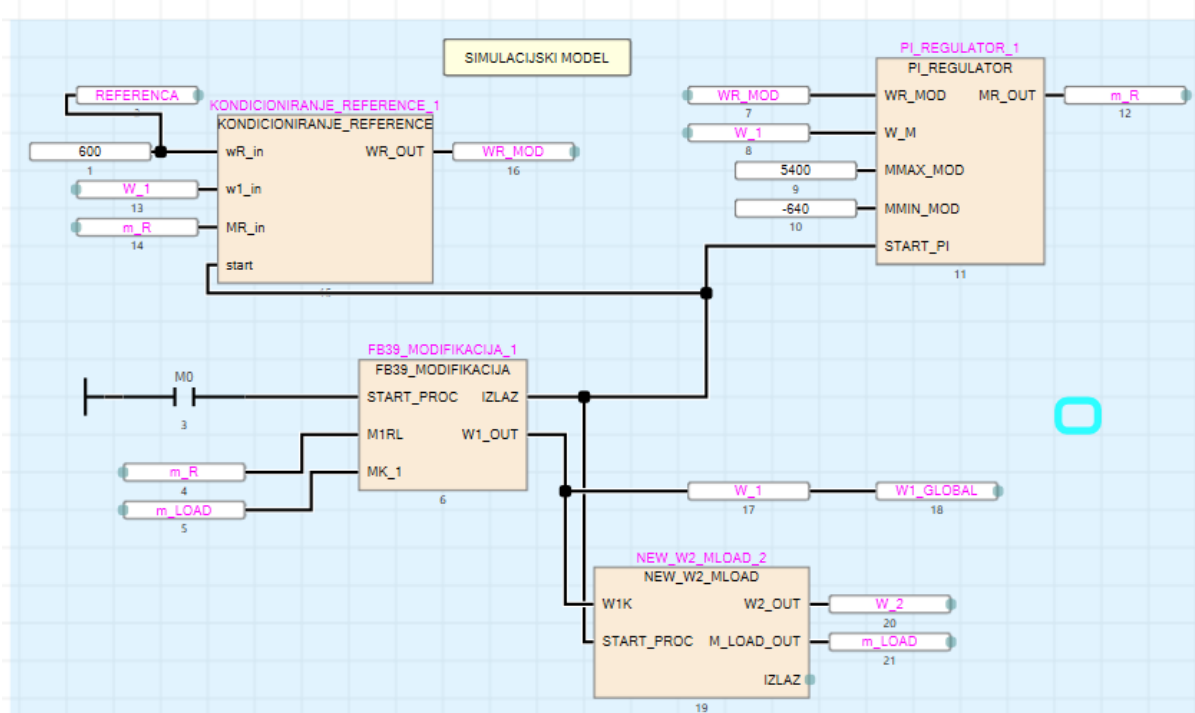 SIMULACIJSKI MODEL
REFERENCA
600
1
W_1
13
m_R
14
KONDICIONIRANJE_REFERENCE_1
KONDICIONIRANJE_REFERENCE
wR_in WR_OUT
w1_in
MR_in
start
15
WR_MOD
16
PI_REGULATOR_1
PI_REGULATOR
WR_MOD
7
W_1
8
5400
9
-640
10
WR_MOD MR_OUT
W_M
MMAX_MOD
MMIN_MOD
START_PI
11
m_R
12
M0
3
m_R
4
m_LOAD
5
FB39_MODIFIKACIJA_1
FB39_MODIFIKACIJA
START_PROC IZLAZ
M1RL W1_OUT
MK_1
6
W_1
17
W1_GLOBAL
18
NEW_W2_MLOAD_2
NEW_W2_MLOAD
W1K W2_OUT
START_PROC M_LOAD_OUT
IZLAZ
19
W_2
20
m_LOAD
21